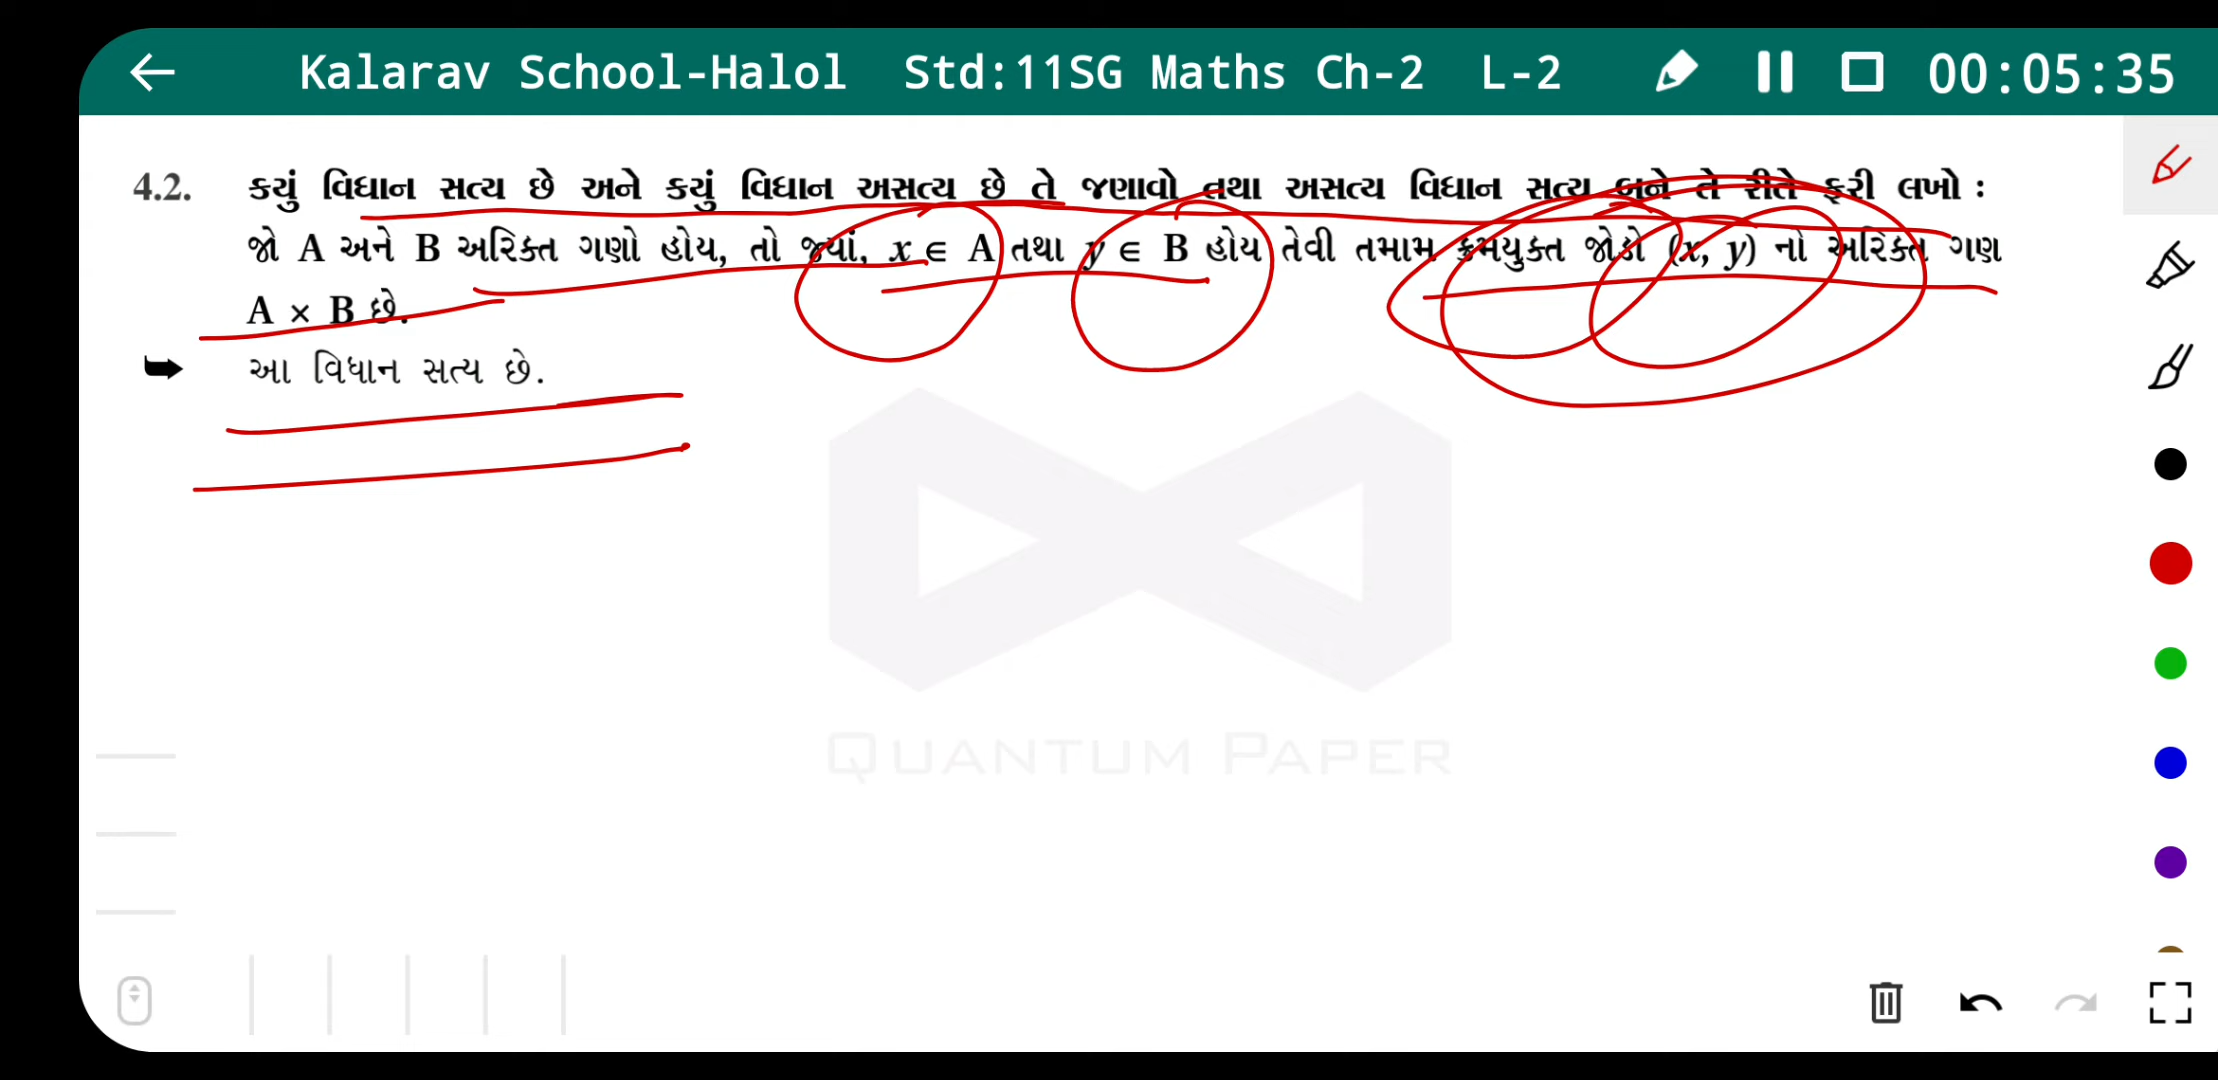 Kalarav School-Halol Std:11SG Maths Ch-2 L-2 00:05:35
4.2. કયું વિધાન સત્ય છે અને કયું વિધાન અસત્ય છે તે જણાવો તથા અસત્ય વિધાન સત્ય બને તે રીતે ફરી લખો :
જો A અને B અરિક્ત ગણો હોય, તો જ્યાં, x ∈ A તથા y ∈ B હોય તેવી તમામ ક્રમયુક્ત જોડો (x, y) નો અરિક્ત ગણ
A × B છે.
આ વિધાન સત્ય છે.
QUANTUM PAPER